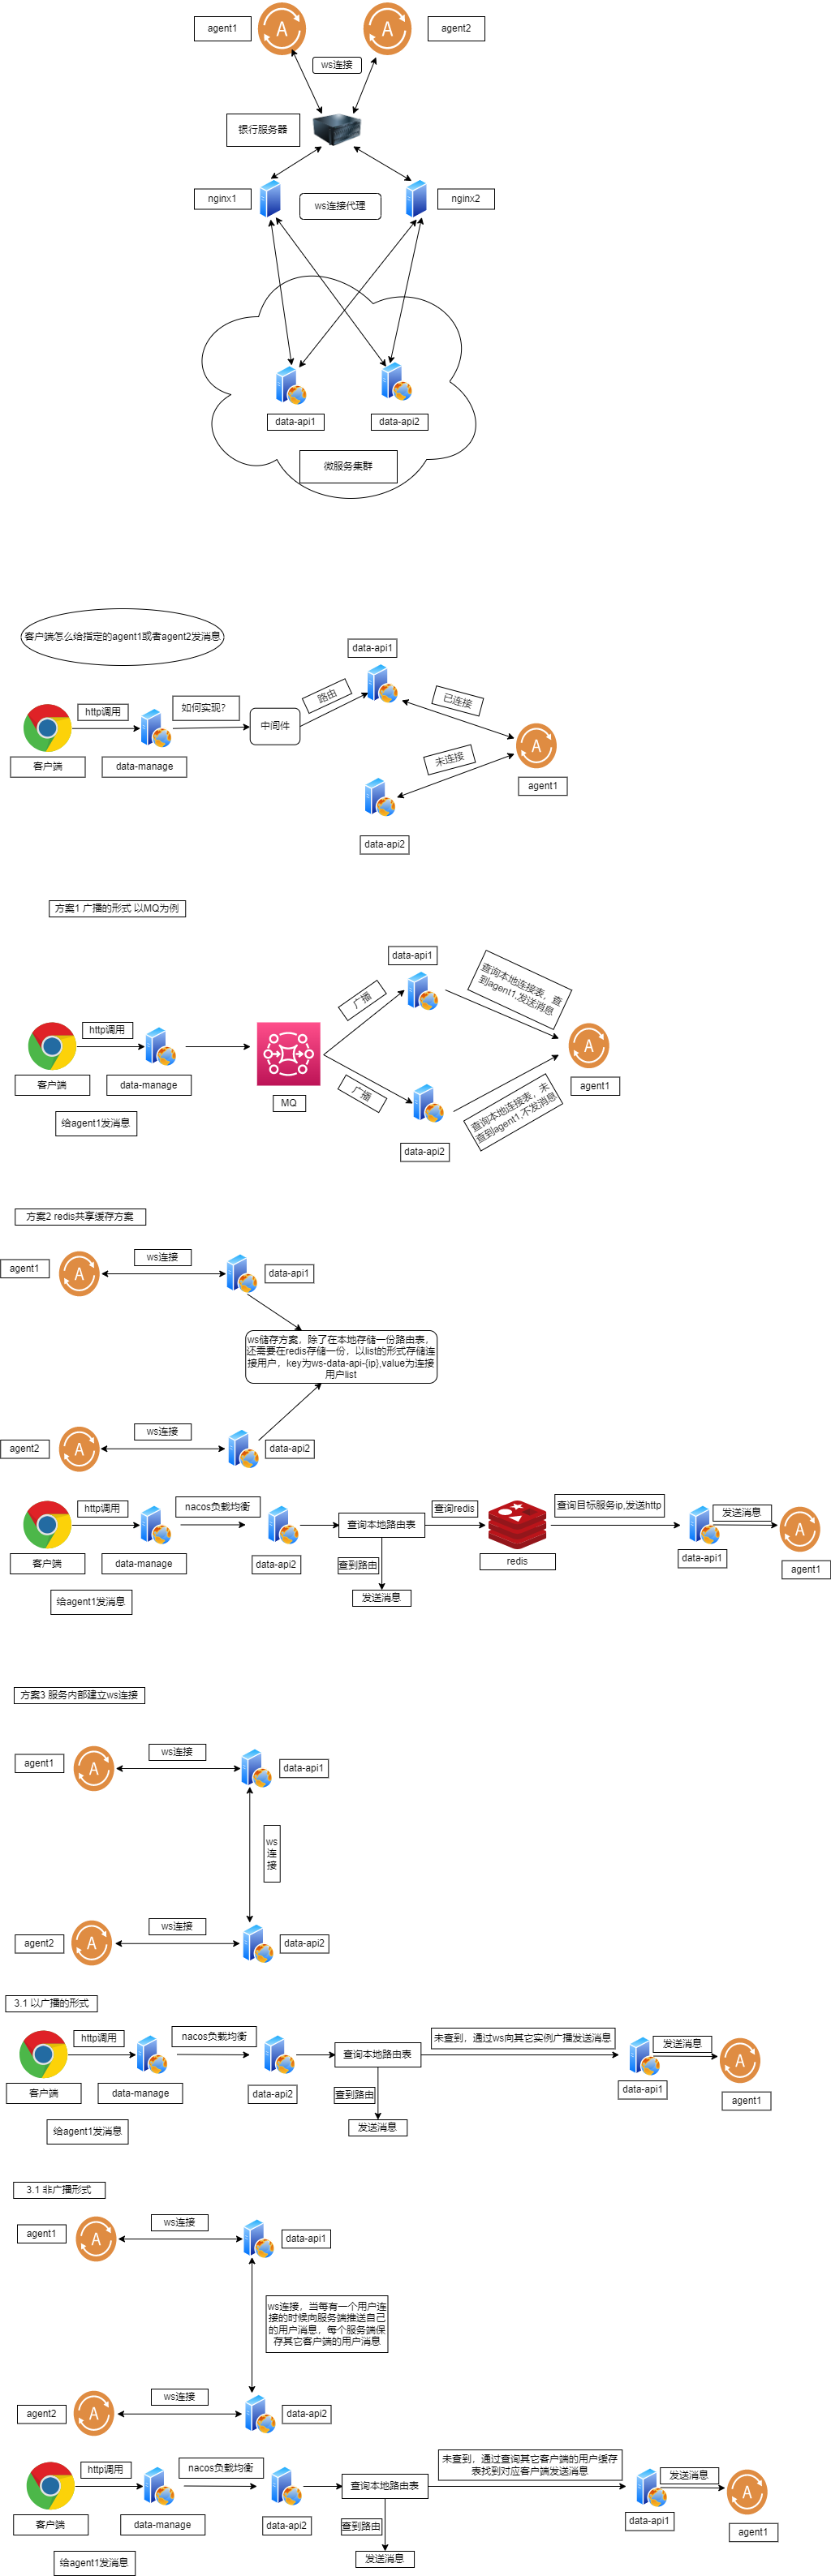 agent1
agent2
ws连接
银行服务器
nginx1
ws连接代理
nginx2
data-api1
data-api2
微服务集群
客户端怎么给指定的agent1或者agent2发消息
data-api1
http调用
如何实现?
路由
已连接
中间件
客户端
data-manage
未连接
agent1
data-api2
方案1 广播的形式 以MQ为例
data-api1
查询本地连接表，查
到agent1,发送消息
广播
http调用
客户端
data-manage
MQ
广播
agent1
给agent1发消息
查询本地连接表，未
查到agent1,不发消息
data-api2
方案2 redis共享缓存方案
agent1
ws连接
data-api1
ws储存方案，除了在本地存储一份路由表，
还需要在redis存储一份，以list的形式存储连
接用户，key为ws-data-api-{ip},value为连接
用户list
agent2
ws连接
data-api2
http调用
nacos负载均衡
查询本地路由表
查询redis
查询目标服务ip,发送http
发送消息
客户端
data-manage
data-api2
查到路由
redis
data-api1
agent1
给agent1发消息
发送消息
方案3 服务内部建立ws连接
agent1
ws连接
data-api1
ws
连
接
agent2
ws连接
data-api2
3.1 以广播的形式
http调用
nacos负载均衡
查询本地路由表
未查到，通过ws向其它实例广播发送消息
发送消息
客户端
data-manage
data-api2
查到路由
data-api1
agent1
给agent1发消息
发送消息
3.1 非广播形式
agent1
ws连接
data-api1
ws连接，当每有一个用户连
接的时候向服务端推送自己
的用户消息，每个服务端保
存其它客户端的用户消息
agent2
ws连接
data-api2
http调用
nacos负载均衡
查询本地路由表
未查到，通过查询其它客户端的用户缓存
表找到对应客户端发送消息
发送消息
客户端
data-manage
data-api2
查到路由
data-api1
agent1
给agent1发消息
发送消息